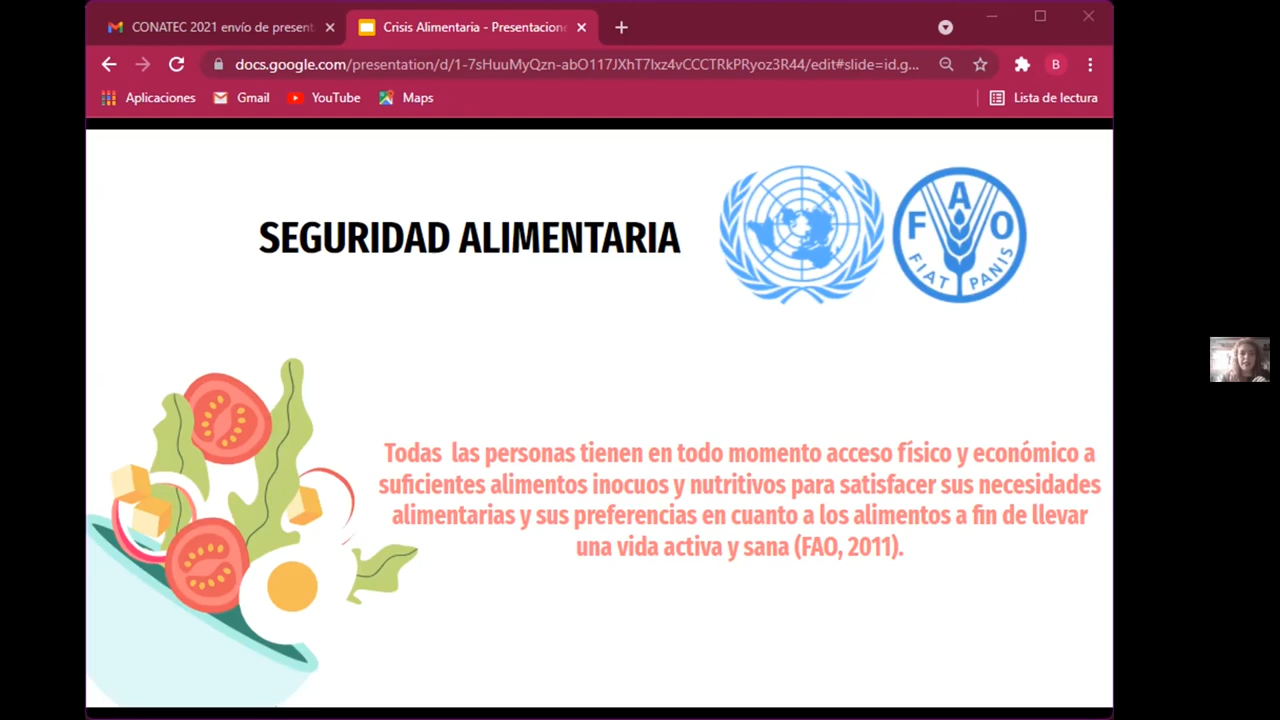 CONATEC 2021 envío de present
Crisis Alimentaria - Presentacione
docs.google.com/presentation/d/1-7sHuuMyQzn-abO117JXhT7lxz4vCCCTRkPRyoz3R44/edit#slide=id.g...
B
Aplicaciones
Gmail
YouTube
Maps
Lista de lectura
SEGURIDAD ALIMENTARIA
F A O
FIAT PANIS
Todas las personas tienen en todo momento acceso físico y económico a
suficientes alimentos inocuos y nutritivos para satisfacer sus necesidades
alimentarias y sus preferencias en cuanto a los alimentos a fin de llevar
una vida activa y sana (FAO, 2011).